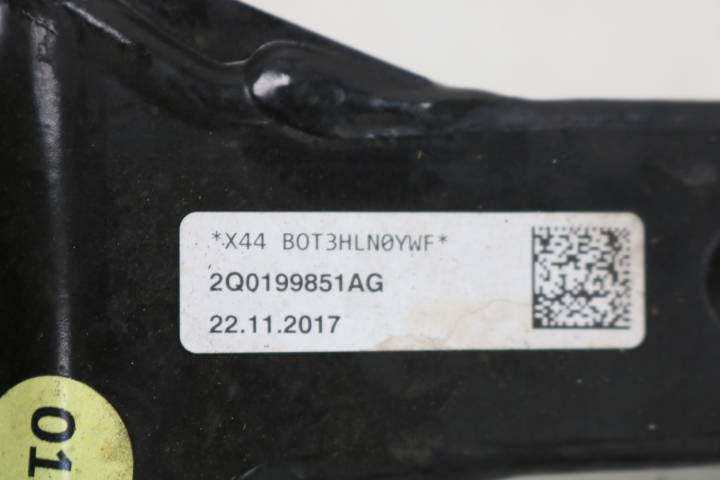 *X44 BOT3HLN0YWF*
2Q0199851AG
22.11.2017
01